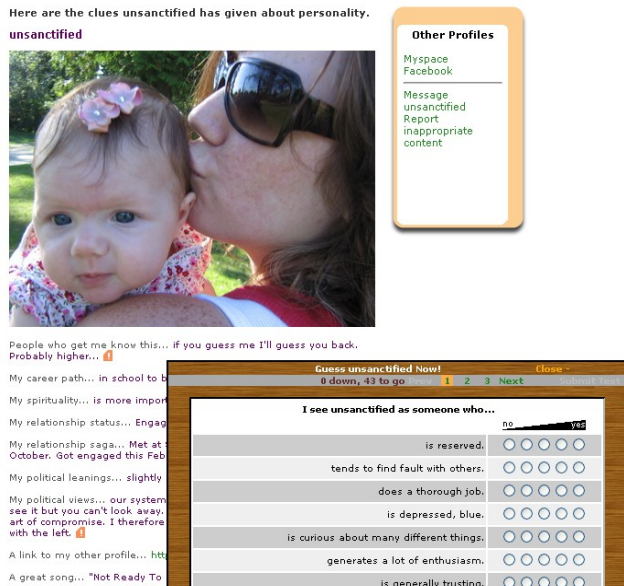 Here are the clues unsanctified has given about personality.
unsanctified
Other Profiles
Myspace
Facebook
Message
unsanctified
Report
inappropriate
content
People who get me know this... if you guess me I'll guess you back.
Probably higher...
My career path... in school to b
My spirituality... is more impor
My relationship status... Engag
My relationship saga... Met at
October. Got engaged this Feb
My political leanings... slightly
My political views... our system
see it but you can't look away.
art of compromise. I therefore
with the left.
A link to my other profile... htt
A great song... "Not Ready To
Guess unsanctified Now!
Close -
0 down, 43 to go Prev 1 2 3 Next Submit Test
I see unsanctified as someone who...
no yes
is reserved.
tends to find fault with others.
does a thorough job.
is depressed, blue.
is curious about many different things.
generates a lot of enthusiasm.
is generally trusting.